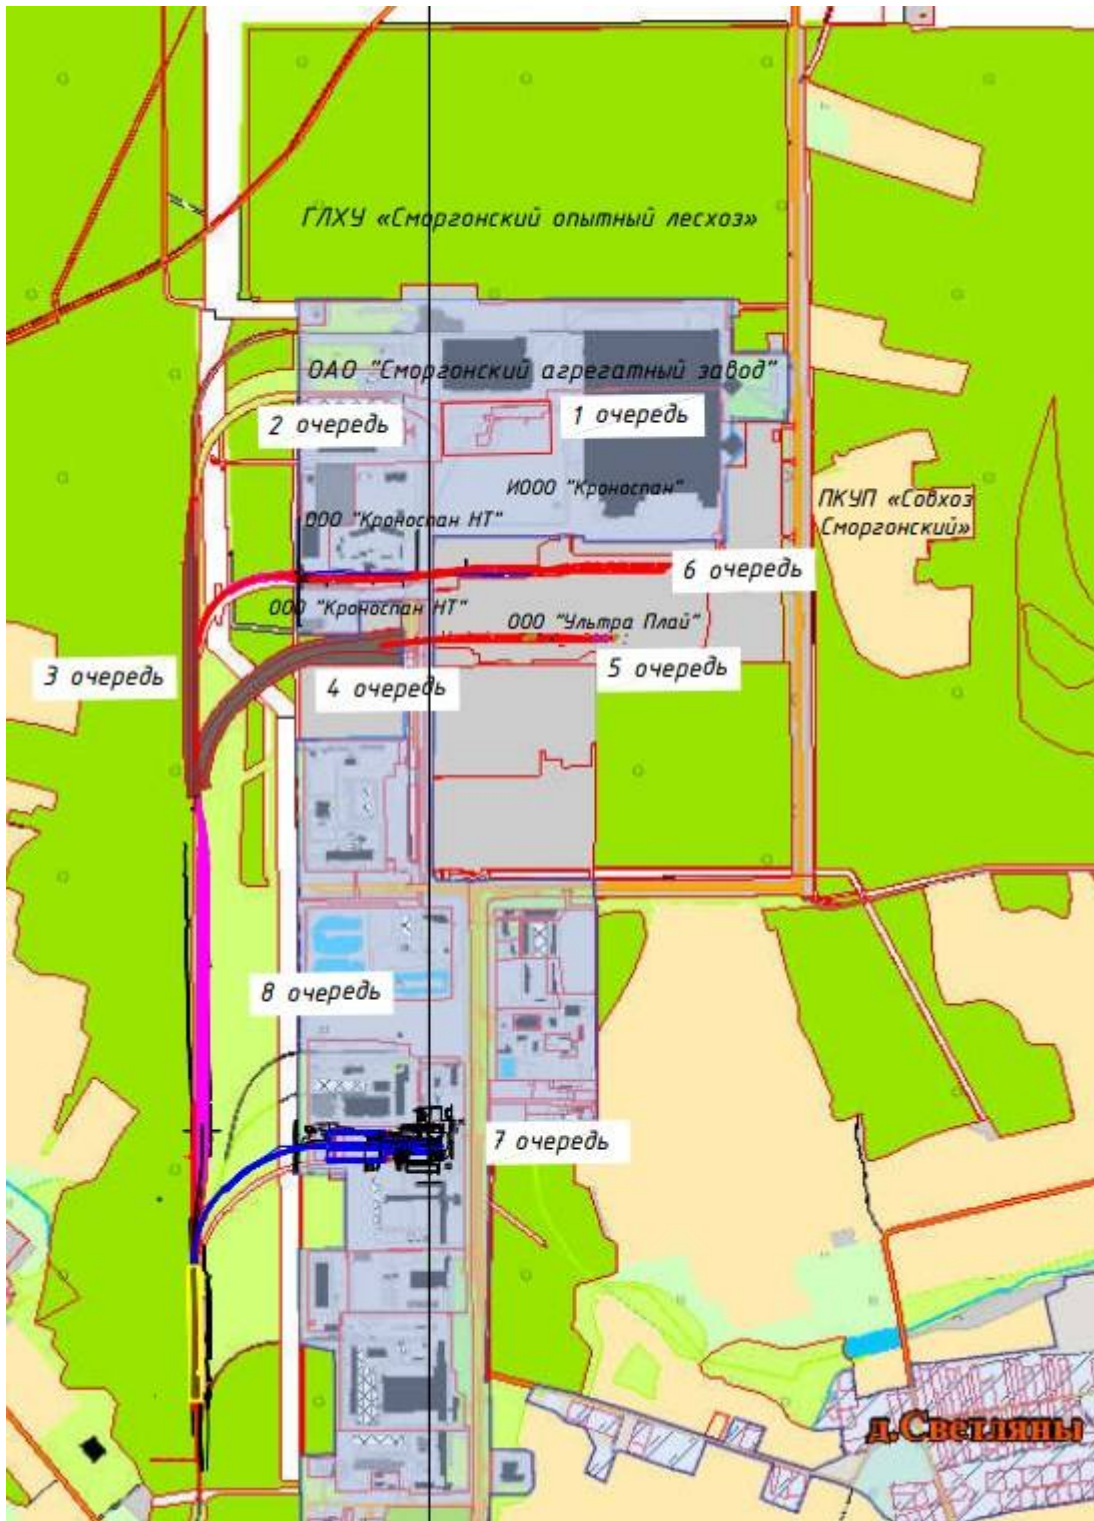 ГЛХУ «Сморгонский опытный лесхоз»
ОАО "Сморгонский агрегатный завод"
2 очередь
1 очередь
ИООО "Кроноспан"
ООО "Кроноспан НТ"
ПКУП «Совхоз
Сморгонский»
6 очередь
ООО "Кроноспан НТ"
ООО "Ультра Плай"
3 очередь
4 очередь
5 очередь
8 очередь
7 очередь
д.Светляны